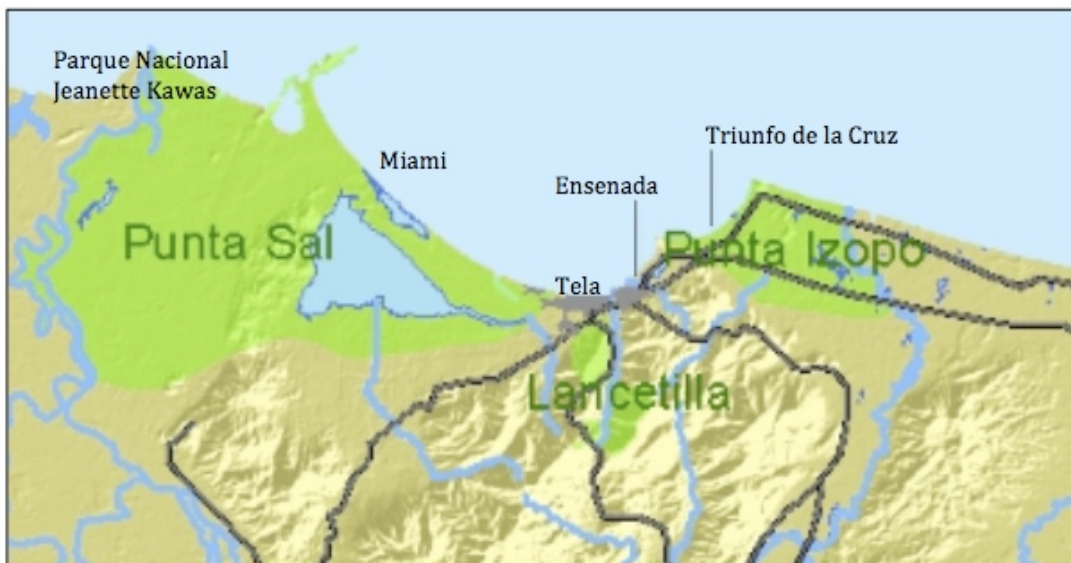 Parque Nacional
Jeanette Kawas
Triunfo de la Cruz
Miami
Ensenada
Punta Sal
Punta Izopo
Tela
Lancetilla